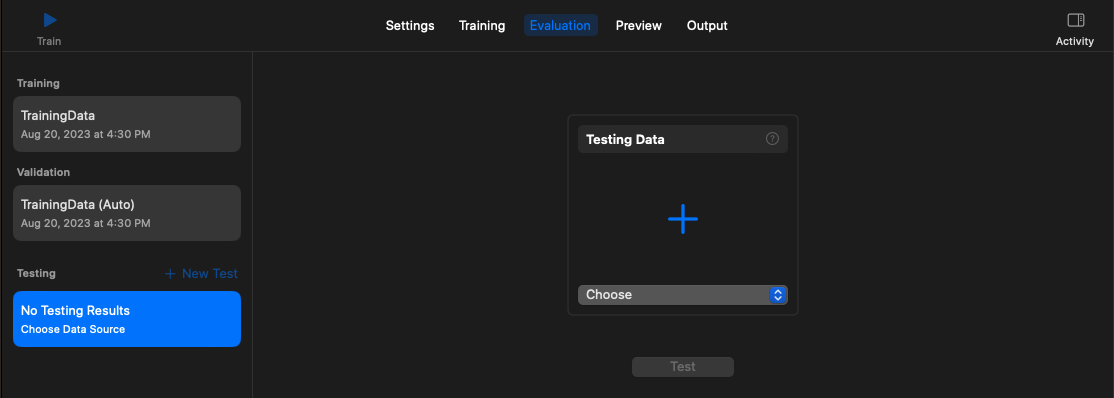 Train
Settings
Training
Evaluation
Preview
Output
Activity
Training
TrainingData
Aug 20, 2023 at 4:30 PM
Validation
TrainingData (Auto)
Aug 20, 2023 at 4:30 PM
Testing
+ New Test
No Testing Results
Choose Data Source
Testing Data
?
Choose
Test